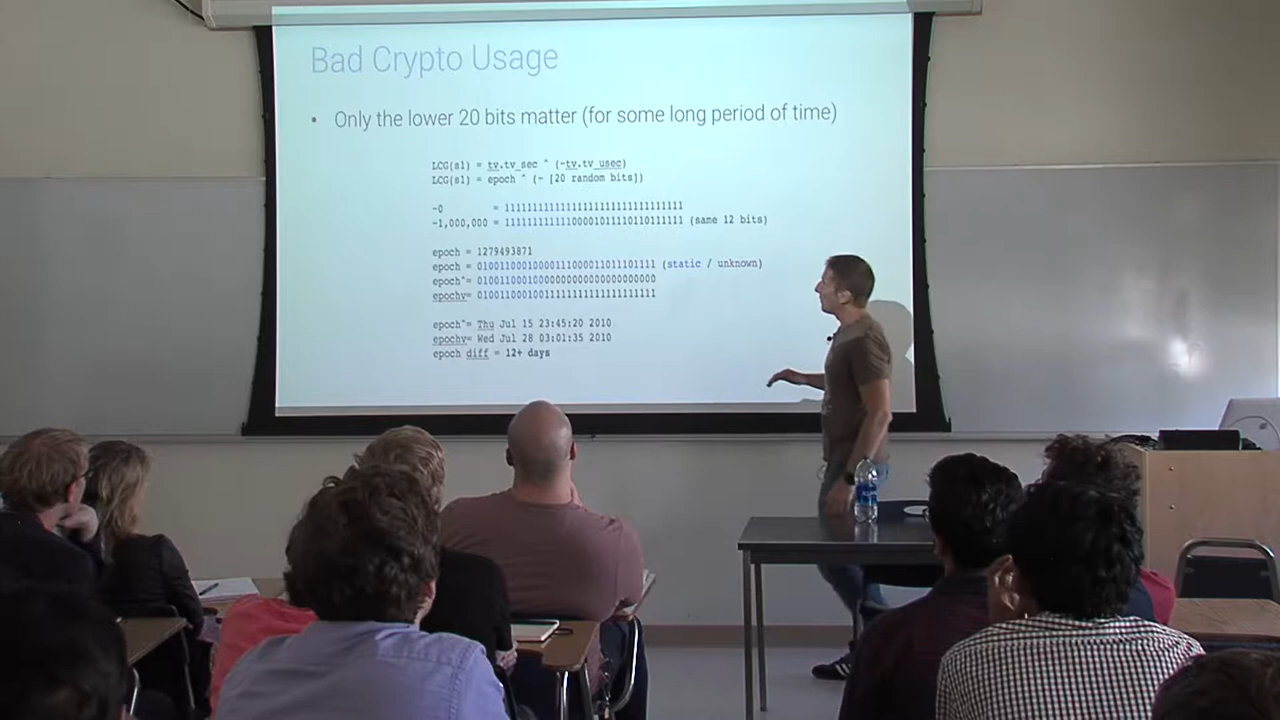 Bad Crypto Usage
• Only the lower 20 bits matter (for some long period of time)
LCG(s1) = tv.tv_sec ^ (~tv.tv_usec)
LCG(s1) = epoch ^ (~ [20 random bits])
~0 = 11111111111111111111111111111111
~1,000,000 = 11111111111100001011110110111111 (same 12 bits)
epoch = 1279493871
epoch = 01001100010000111000011011101111 (static / unknown)
epoch^= 01001100010000000000000000000000
epochv= 01001100010011111111111111111111
epoch^= Thu Jul 15 23:45:20 2010
epochv= Wed Jul 28 03:01:35 2010
epoch diff = 12+ days